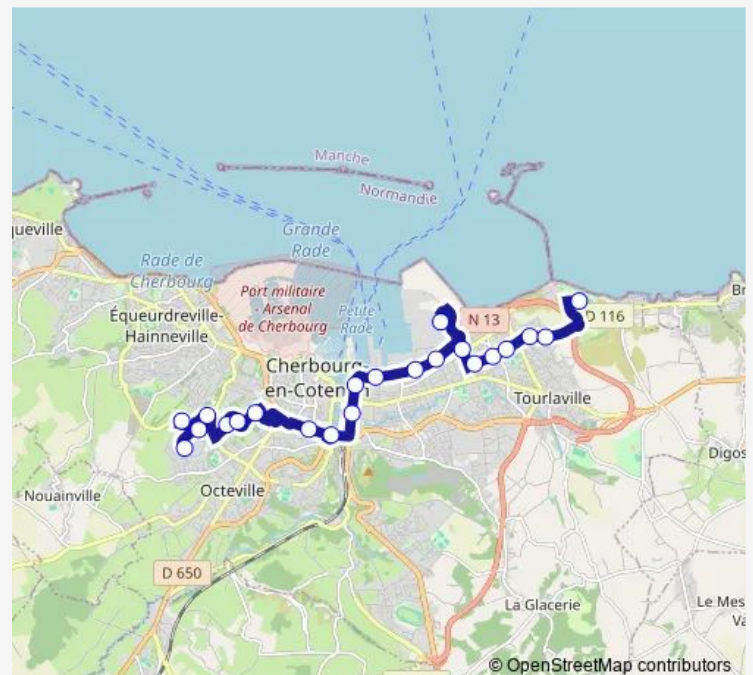 Manche
Normandie
queville
Grande
Rade
Rade de
Cherbourg
Port militaire
- Arsenal
de Cherbourg
Petite
Rade
Équeurdreville-
Hainneville
N 13
D 116
Br
Cherbourg-
en-Cotentin
Tourlaville
Digos
Nouainville
Octeville
D 650
La Glacerie
Le Mes
Va
© OpenStreetMap contributors